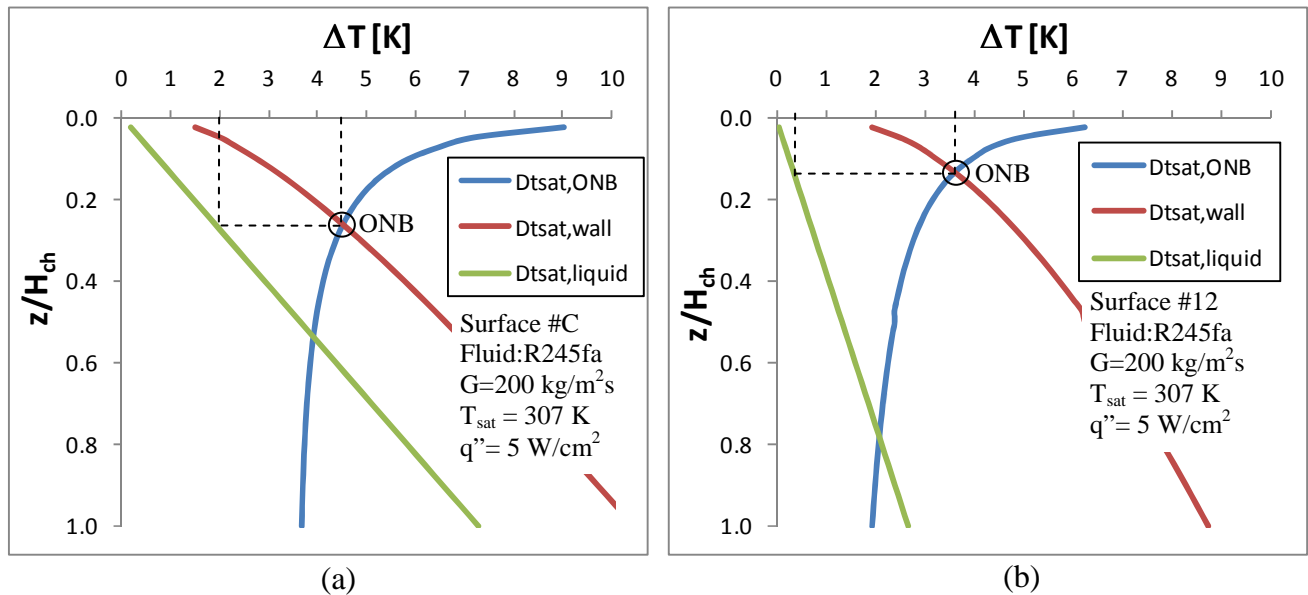 ΔT [K]
0 1 2 3 4 5 6 7 8 9 10
0.0
0.2
0.4
0.6
0.8
1.0
z/H_ch
ONB
Dtsat,ONB
Dtsat,wall
Dtsat,liquid
Surface #C
Fluid:R245fa
G=200 kg/m²s
T_sat = 307 K
q”= 5 W/cm²
(a)
ΔT [K]
0 1 2 3 4 5 6 7 8 9 10
0.0
0.2
0.4
0.6
0.8
1.0
z/H_ch
ONB
Dtsat,ONB
Dtsat,wall
Dtsat,liquid
Surface #12
Fluid:R245fa
G=200 kg/m²s
T_sat = 307 K
q”= 5 W/cm²
(b)